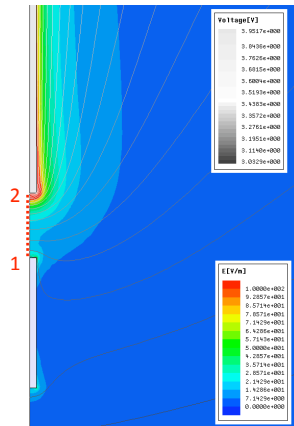 Voltage[V]
3.9517e+000
3.8436e+000
3.7626e+000
3.6815e+000
3.6004e+000
3.5193e+000
3.4383e+000
3.3572e+000
3.2761e+000
3.1951e+000
3.1140e+000
3.0329e+000
2
1
E[V/m]
1.0000e+002
9.2857e+001
8.5714e+001
7.8571e+001
7.1429e+001
6.4286e+001
5.7143e+001
5.0000e+001
4.2857e+001
3.5714e+001
2.8571e+001
2.1429e+001
1.4286e+001
7.1429e+000
0.0000e+000